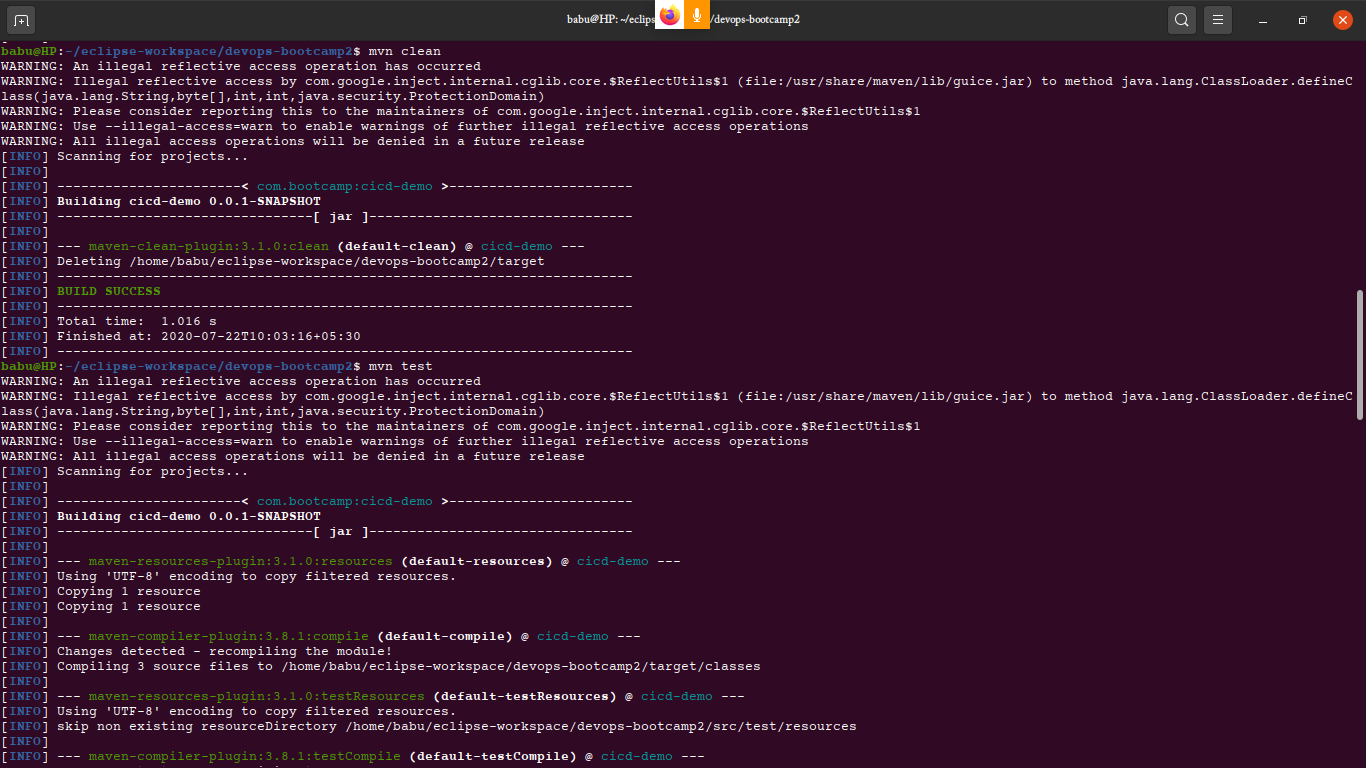 babu@HP: ~/eclips /devops-bootcamp2
babu@HP:~/eclipse-workspace/devops-bootcamp2$ mvn clean
WARNING: An illegal reflective access operation has occurred
WARNING: Illegal reflective access by com.google.inject.internal.cglib.core.$ReflectUtils$1 (file:/usr/share/maven/lib/guice.jar) to method java.lang.ClassLoader.defineC
lass(java.lang.String,byte[],int,int,java.security.ProtectionDomain)
WARNING: Please consider reporting this to the maintainers of com.google.inject.internal.cglib.core.$ReflectUtils$1
WARNING: Use --illegal-access=warn to enable warnings of further illegal reflective access operations
WARNING: All illegal access operations will be denied in a future release
[INFO] Scanning for projects...
[INFO]
[INFO] -----------------------< com.bootcamp:cicd-demo >-----------------------
[INFO] Building cicd-demo 0.0.1-SNAPSHOT
[INFO] --------------------------------[ jar ]---------------------------------
[INFO]
[INFO] --- maven-clean-plugin:3.1.0:clean (default-clean) @ cicd-demo ---
[INFO] Deleting /home/babu/eclipse-workspace/devops-bootcamp2/target
[INFO] ------------------------------------------------------------------------
[INFO] BUILD SUCCESS
[INFO] ------------------------------------------------------------------------
[INFO] Total time:  1.016 s
[INFO] Finished at: 2020-07-22T10:03:16+05:30
[INFO] ------------------------------------------------------------------------
babu@HP:~/eclipse-workspace/devops-bootcamp2$ mvn test
WARNING: An illegal reflective access operation has occurred
WARNING: Illegal reflective access by com.google.inject.internal.cglib.core.$ReflectUtils$1 (file:/usr/share/maven/lib/guice.jar) to method java.lang.ClassLoader.defineC
lass(java.lang.String,byte[],int,int,java.security.ProtectionDomain)
WARNING: Please consider reporting this to the maintainers of com.google.inject.internal.cglib.core.$ReflectUtils$1
WARNING: Use --illegal-access=warn to enable warnings of further illegal reflective access operations
WARNING: All illegal access operations will be denied in a future release
[INFO] Scanning for projects...
[INFO]
[INFO] -----------------------< com.bootcamp:cicd-demo >-----------------------
[INFO] Building cicd-demo 0.0.1-SNAPSHOT
[INFO] --------------------------------[ jar ]---------------------------------
[INFO]
[INFO] --- maven-resources-plugin:3.1.0:resources (default-resources) @ cicd-demo ---
[INFO] Using 'UTF-8' encoding to copy filtered resources.
[INFO] Copying 1 resource
[INFO] Copying 1 resource
[INFO]
[INFO] --- maven-compiler-plugin:3.8.1:compile (default-compile) @ cicd-demo ---
[INFO] Changes detected - recompiling the module!
[INFO] Compiling 3 source files to /home/babu/eclipse-workspace/devops-bootcamp2/target/classes
[INFO]
[INFO] --- maven-resources-plugin:3.1.0:testResources (default-testResources) @ cicd-demo ---
[INFO] Using 'UTF-8' encoding to copy filtered resources.
[INFO] skip non existing resourceDirectory /home/babu/eclipse-workspace/devops-bootcamp2/src/test/resources
[INFO]
[INFO] --- maven-compiler-plugin:3.8.1:testCompile (default-testCompile) @ cicd-demo ---